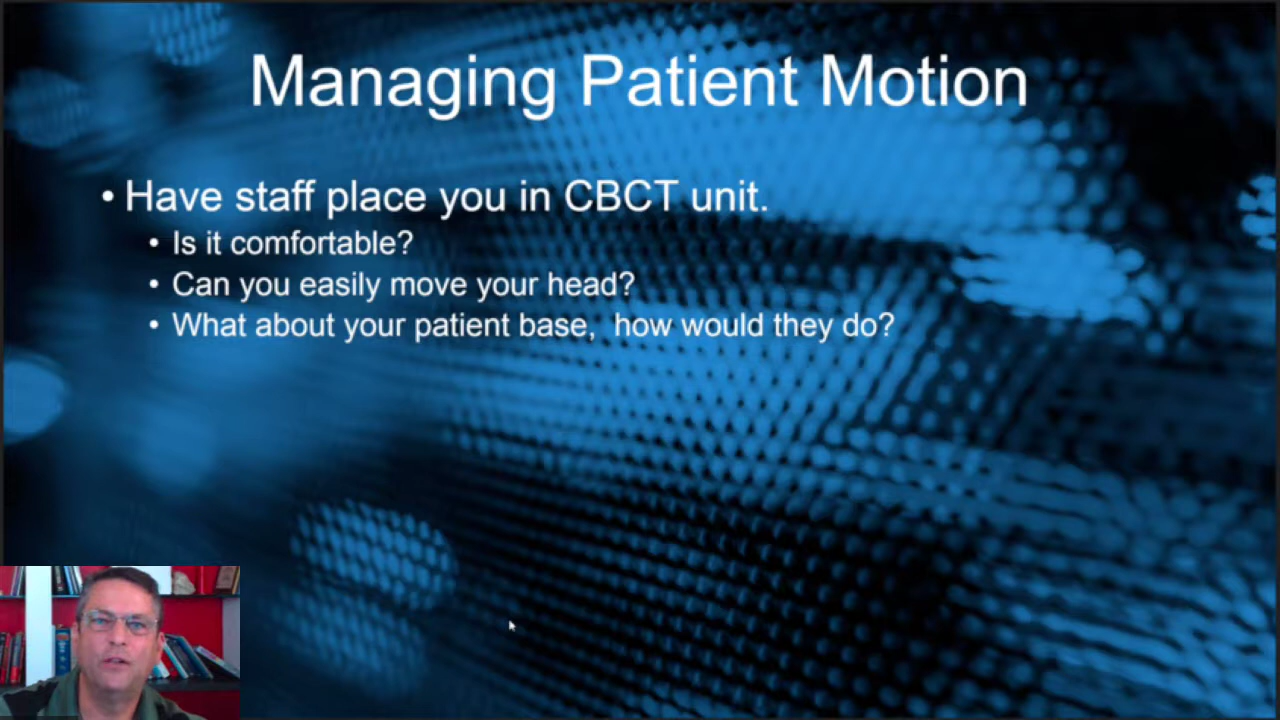 Managing Patient Motion
• Have staff place you in CBCT unit.
• Is it comfortable?
• Can you easily move your head?
• What about your patient base,  how would they do?